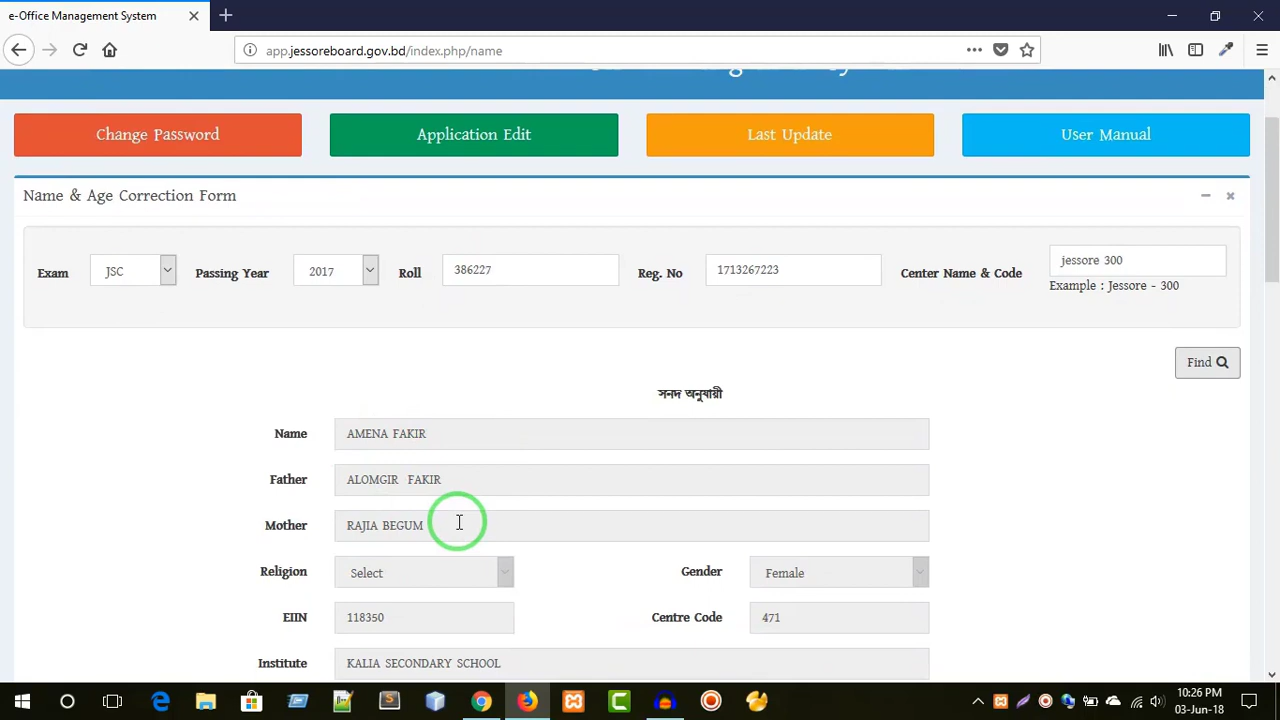 e-Office Management System
app.jessoreboard.gov.bd/index.php/name
Change Password
Application Edit
Last Update
User Manual
Name & Age Correction Form
Exam JSC Passing Year 2017 Roll 386227 Reg. No 1713267223 Center Name & Code jessore 300
Example : Jessore - 300
Find
সনদ অনুযায়ী
Name AMENA FAKIR
Father ALOMGIR FAKIR
Mother RAJIA BEGUM
Religion Select Gender Female
EIIN 118350 Centre Code 471
Institute KALIA SECONDARY SCHOOL
10:26 PM
03-Jun-18